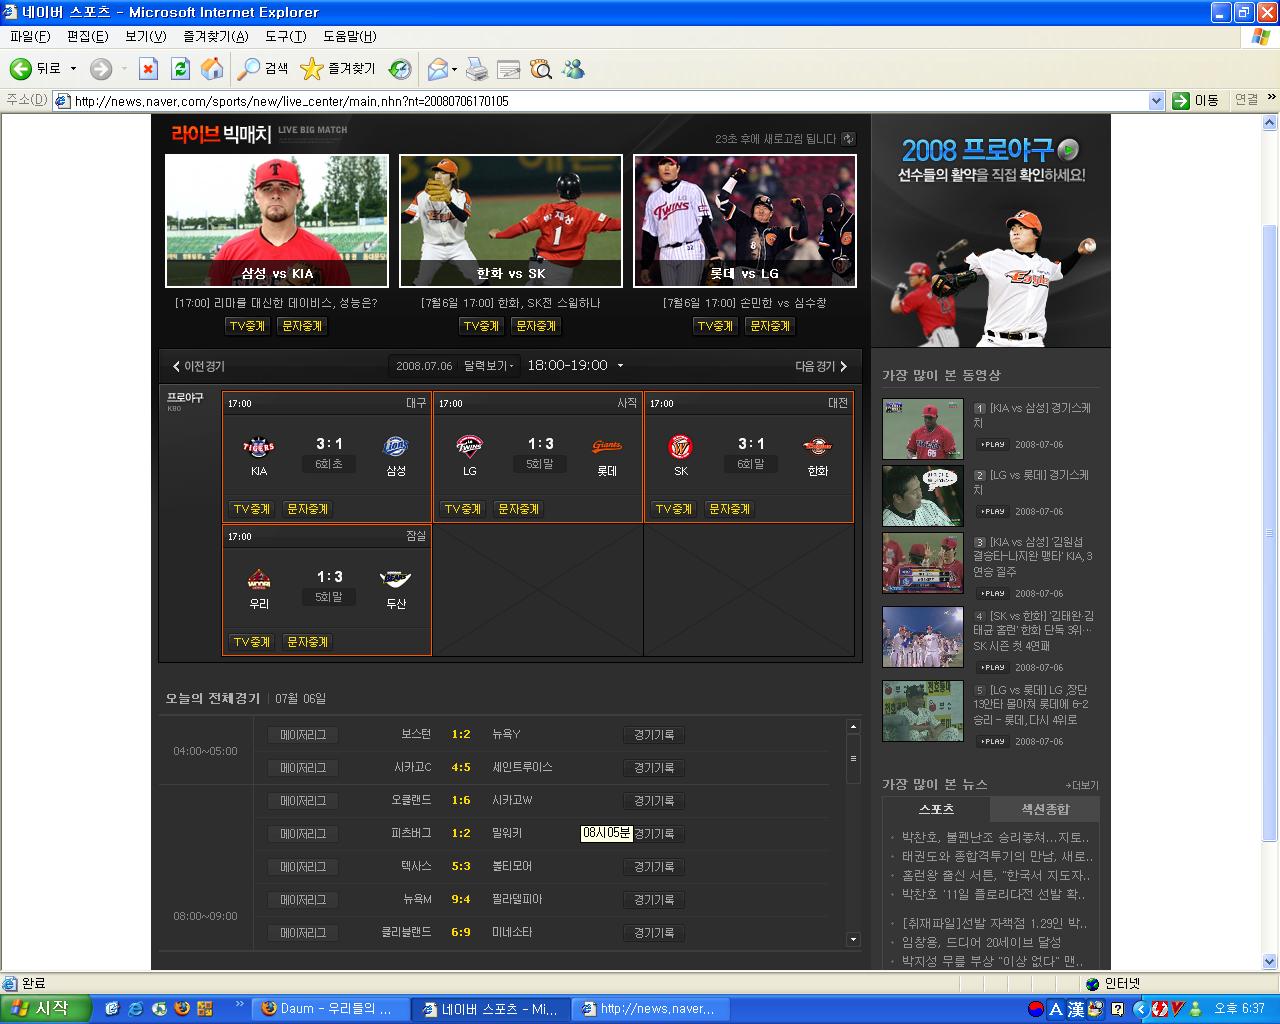 네이버 스포츠 - Microsoft Internet Explorer
파일(F) 편집(E) 보기(V) 즐겨찾기(A) 도구(T) 도움말(H)
뒤로 검색 즐겨찾기
주소(D) http://news.naver.com/sports/new/live_center/main.nhn?nt=20080706170105 이동 연결 »
라이브 빅매치 LIVE BIG MATCH
23초 후에 새로고침 됩니다
삼성 vs KIA
한화 vs SK
롯데 vs LG
[17:00] 리마를 대신한 데이비스, 성능은?
[7월6일 17:00] 한화, SK전 스윕하나
[7월6일 17:00] 손민한 vs 심수창
TV중계 문자중계
TV중계 문자중계
TV중계 문자중계
이전경기 2008.07.06 달력보기 18:00-19:00 다음경기
프로야구
KBO
17:00 대구
KIA 3:1 삼성
6회초
TV중계 문자중계
17:00 사직
LG 1:3 롯데
5회말
TV중계 문자중계
17:00 대전
SK 3:1 한화
6회말
TV중계 문자중계
17:00 잠실
우리 1:3 두산
5회말
TV중계 문자중계
오늘의 전체경기 | 07월 06일
04:00~05:00
메이저리그 보스턴 1:2 뉴욕Y 경기기록
메이저리그 시카고C 4:5 세인트루이스 경기기록
08:00~09:00
메이저리그 오클랜드 1:6 시카고W 경기기록
메이저리그 피츠버그 1:2 밀워키 08시05분 경기기록
메이저리그 텍사스 5:3 볼티모어 경기기록
메이저리그 뉴욕M 9:4 필라델피아 경기기록
메이저리그 클리블랜드 6:9 미네소타 경기기록
2008 프로야구
선수들의 활약을 직접 확인하세요!
가장 많이 본 동영상
1 [KIA vs 삼성] 경기스케치
PLAY 2008-07-06
2 [LG vs 롯데] 경기스케치
PLAY 2008-07-06
3 [KIA vs 삼성] '김원섭
결승타-나지완 맹타' KIA, 3
연승 질주
PLAY 2008-07-06
4 [SK vs 한화] '김태완·김
태균 홈런' 한화 단독 3위…
SK 시즌 첫 4연패
PLAY 2008-07-06
5 [LG vs 롯데] LG ,장단
13안타 몰아쳐 롯데에 6-2
승리 - 롯데, 다시 4위로
PLAY 2008-07-06
가장 많이 본 뉴스 더보기
스포츠 섹션종합
박찬호, 불펜난조 승리놓쳐...지토..
태권도와 종합격투기의 만남, 새로..
홈런왕 출신 서튼, "한국서 지도자..
박찬호 '11일 플로리다전 선발 확..
[취재파일]선발 자책점 1.29인 박..
임창용, 드디어 20세이브 달성
박지성 무릎 부상 "이상 없다" 맨..
완료 인터넷
시작 Daum - 우리들의 ... 네이버 스포츠 - Mi... http://news.naver... A 漢 오후 6:37